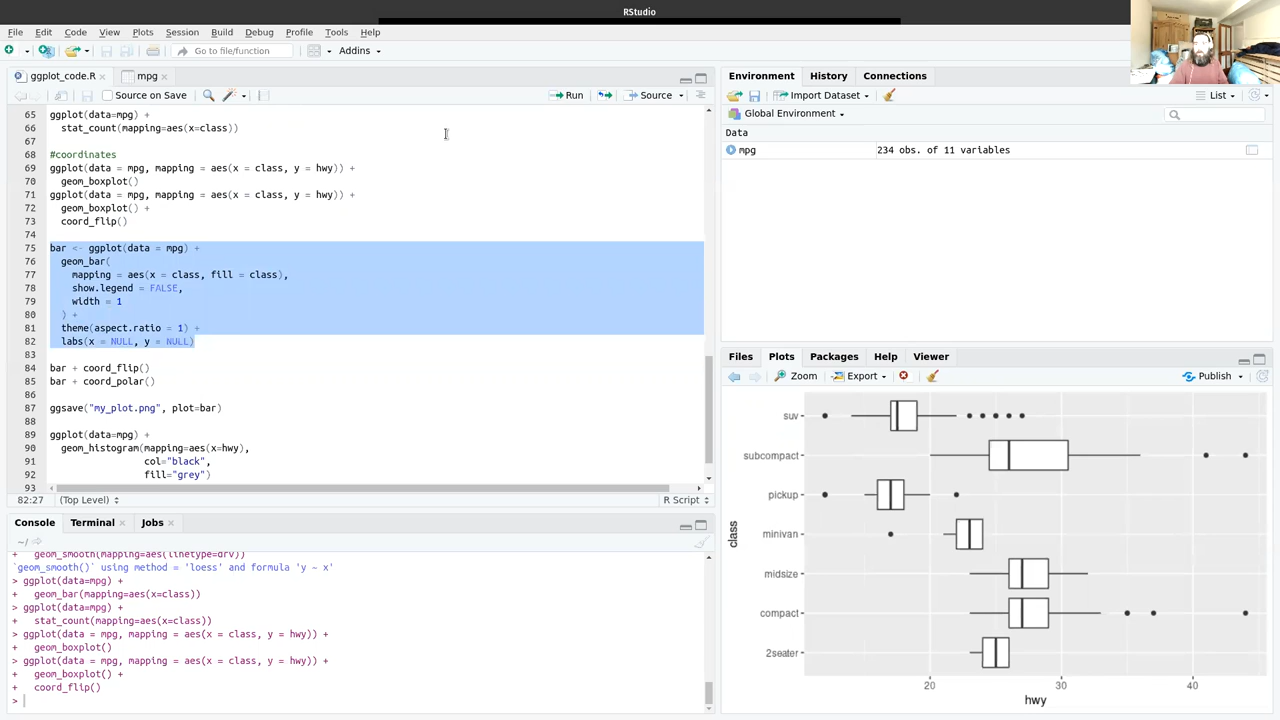 RStudio
File Edit Code View Plots Session Build Debug Profile Tools Help
Go to file/function Addins
ggplot_code.R mpg
Source on Save Run Source
65 ggplot(data=mpg) +
66 stat_count(mapping=aes(x=class))
67
68 #coordinates
69 ggplot(data = mpg, mapping = aes(x = class, y = hwy)) +
70 geom_boxplot()
71 ggplot(data = mpg, mapping = aes(x = class, y = hwy)) +
72 geom_boxplot() +
73 coord_flip()
74
75 bar <- ggplot(data = mpg) +
76 geom_bar(
77 mapping = aes(x = class, fill = class),
78 show.legend = FALSE,
79 width = 1
80 ) +
81 theme(aspect.ratio = 1) +
82 labs(x = NULL, y = NULL)
83
84 bar + coord_flip()
85 bar + coord_polar()
86
87 ggsave("my_plot.png", plot=bar)
88
89 ggplot(data=mpg) +
90 geom_histogram(mapping=aes(x=hwy),
91 col="black",
92 fill="grey")
93
82:27 (Top Level) R Script
Console Terminal Jobs
~/
+ geom_smooth(mapping=aes(linetype=drv))
`geom_smooth()` using method = 'loess' and formula 'y ~ x'
> ggplot(data=mpg) +
+ geom_bar(mapping=aes(x=class))
> ggplot(data=mpg) +
+ stat_count(mapping=aes(x=class))
> ggplot(data = mpg, mapping = aes(x = class, y = hwy)) +
+ geom_boxplot()
> ggplot(data = mpg, mapping = aes(x = class, y = hwy)) +
+ geom_boxplot() +
+ coord_flip()
>
Environment History Connections
Import Dataset List
Global Environment
Data
mpg 234 obs. of 11 variables
Files Plots Packages Help Viewer
Zoom Export Publish
suv
subcompact
pickup
minivan
midsize
compact
2seater
class
20 30 40
hwy